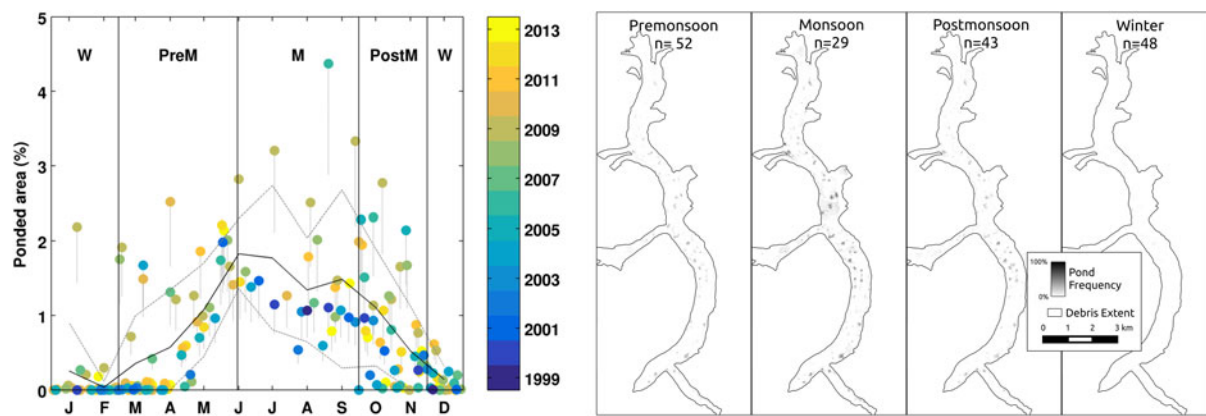 5
4
3
2
1
0
Ponded area (%)
W PreM M PostM W
J F M A M J J A S O N D
2013
2011
2009
2007
2005
2003
2001
1999
Premonsoon
n= 52
Monsoon
n=29
Postmonsoon
n=43
Winter
n=48
100%
0%
Pond
Frequency
Debris Extent
0 1 2 3 km